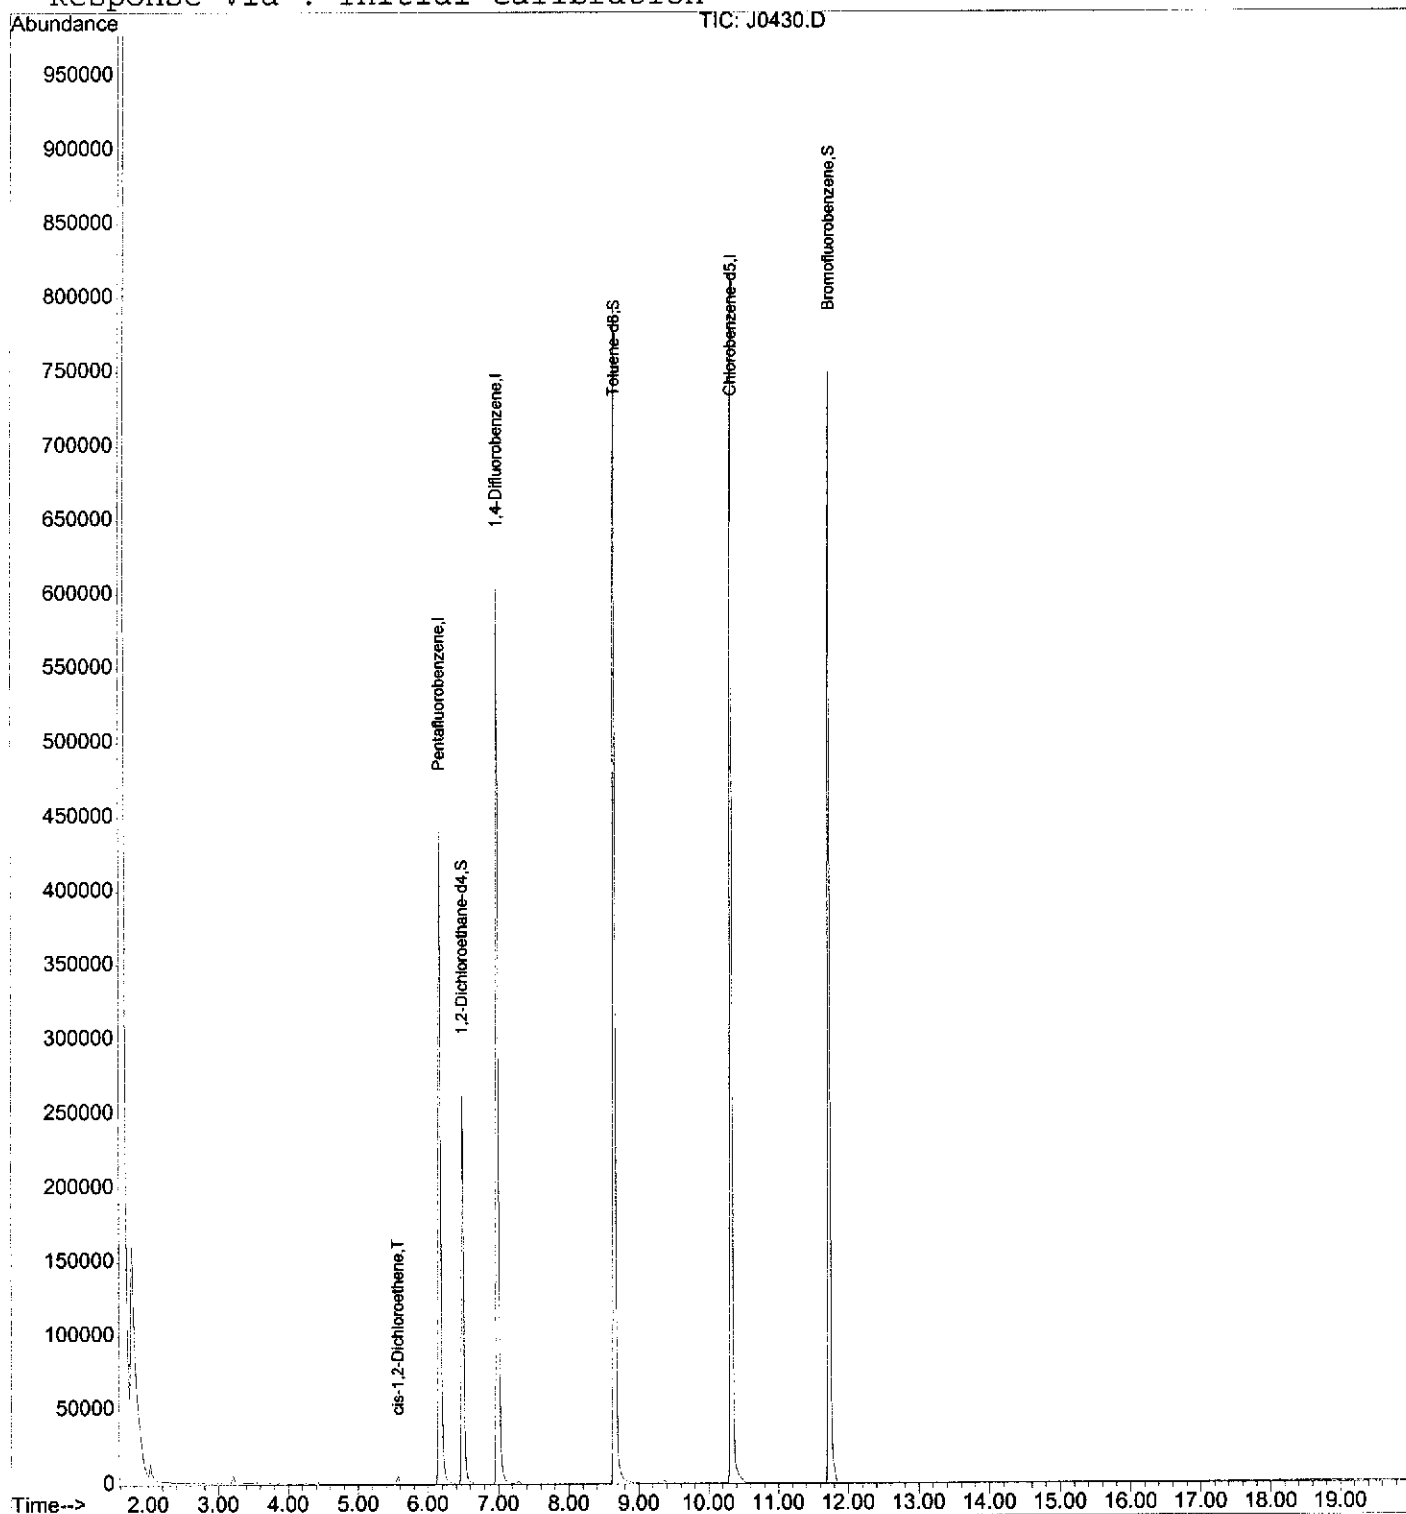 Response via : Initial Calibration
Abundance
TIC: J0430.D
950000
900000
850000
800000
750000
700000
650000
600000
550000
500000
450000
400000
350000
300000
250000
200000
150000
100000
50000
0
cis-1,2-Dichloroethene,T
Pentafluorobenzene,I
1,2-Dichloroethane-d4,S
1,4-Difluorobenzene,I
Toluene-d8,S
Chlorobenzene-d5,I
Bromofluorobenzene,S
Time--> 2.00 3.00 4.00 5.00 6.00 7.00 8.00 9.00 10.00 11.00 12.00 13.00 14.00 15.00 16.00 17.00 18.00 19.00